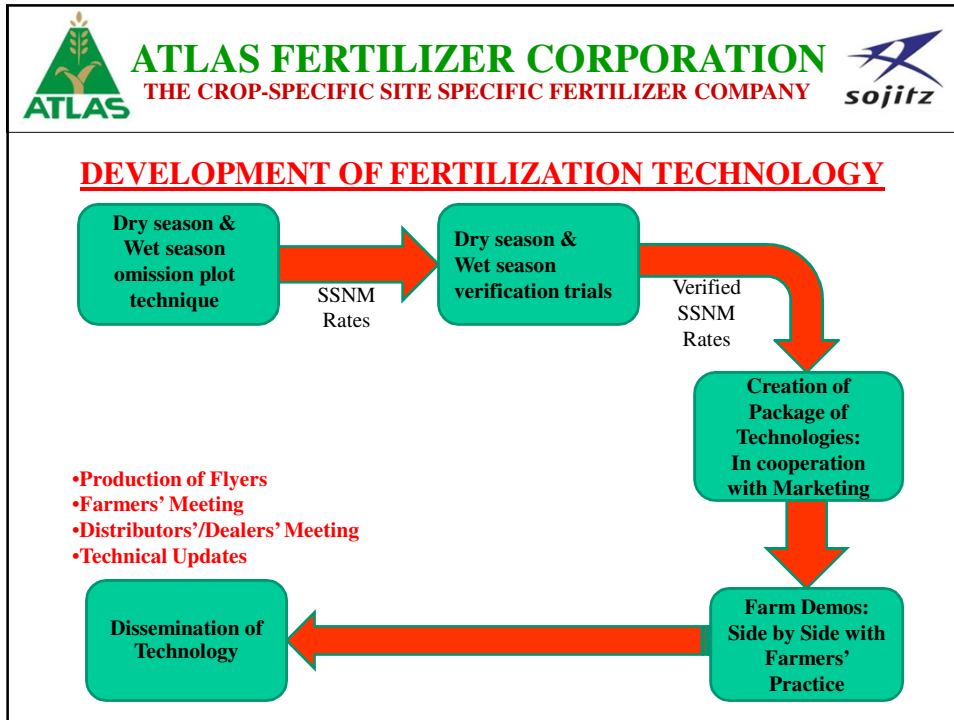 ATLAS
ATLAS FERTILIZER CORPORATION
THE CROP-SPECIFIC SITE SPECIFIC FERTILIZER COMPANY
sojitz
DEVELOPMENT OF FERTILIZATION TECHNOLOGY
Dry season &
Wet season
omission plot
technique
SSNM
Rates
Dry season &
Wet season
verification trials
Verified
SSNM
Rates
Creation of
Package of
Technologies:
In cooperation
with Marketing
•Production of Flyers
•Farmers' Meeting
•Distributors'/Dealers' Meeting
•Technical Updates
Farm Demos:
Side by Side with
Farmers'
Practice
Dissemination of
Technology